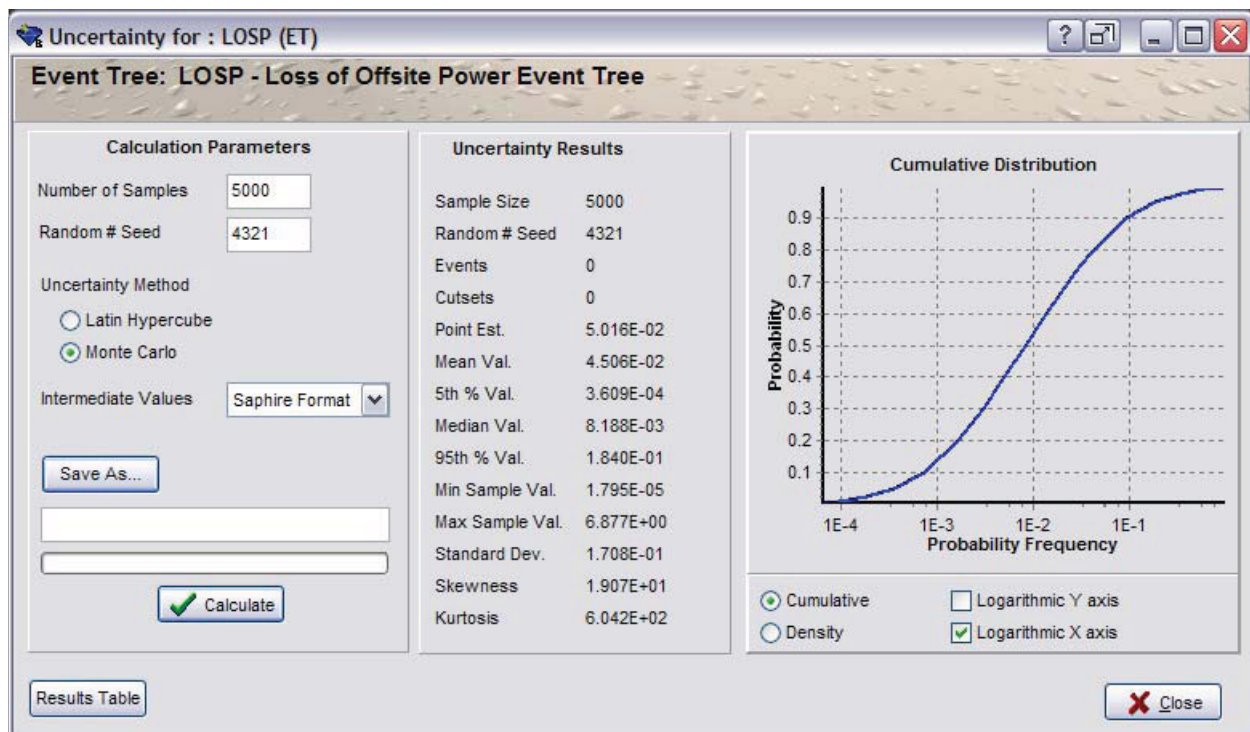 Uncertainty for : LOSP (ET)
Event Tree: LOSP - Loss of Offsite Power Event Tree
Calculation Parameters
Number of Samples 5000
Random # Seed 4321
Uncertainty Method
Latin Hypercube
Monte Carlo
Intermediate Values Saphire Format
Save As...
Calculate
Uncertainty Results
Sample Size 5000
Random # Seed 4321
Events 0
Cutsets 0
Point Est. 5.016E-02
Mean Val. 4.506E-02
5th % Val. 3.609E-04
Median Val. 8.188E-03
95th % Val. 1.840E-01
Min Sample Val. 1.795E-05
Max Sample Val. 6.877E+00
Standard Dev. 1.708E-01
Skewness 1.907E+01
Kurtosis 6.042E+02
Cumulative Distribution
Probability
0.9
0.8
0.7
0.6
0.5
0.4
0.3
0.2
0.1
1E-4 1E-3 1E-2 1E-1
Probability Frequency
Cumulative Logarithmic Y axis
Density Logarithmic X axis
Results Table
Close